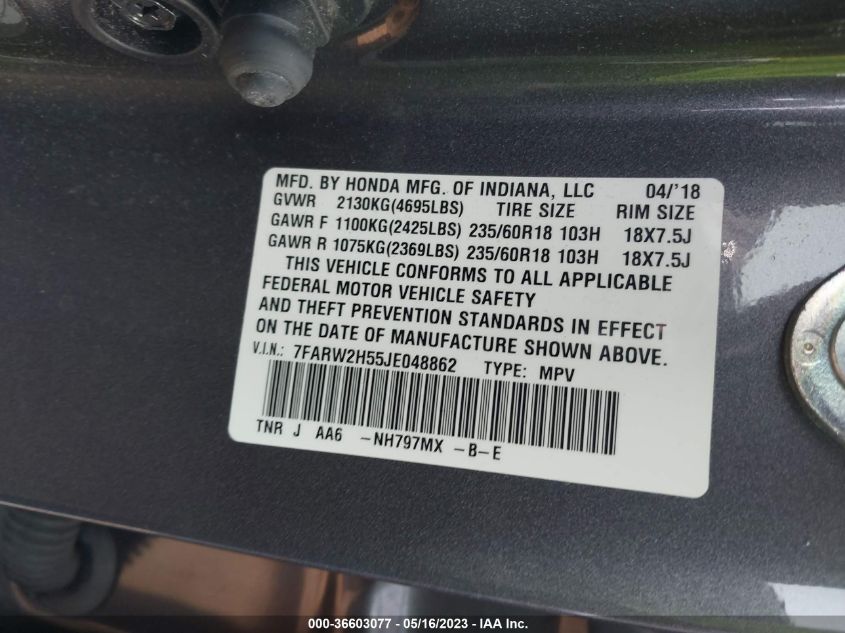 MFD. BY HONDA MFG. OF INDIANA, LLC 04/'18
GVWR 2130KG(4695LBS) TIRE SIZE RIM SIZE
GAWR F 1100KG(2425LBS) 235/60R18 103H 18X7.5J
GAWR R 1075KG(2369LBS) 235/60R18 103H 18X7.5J
THIS VEHICLE CONFORMS TO ALL APPLICABLE
FEDERAL MOTOR VEHICLE SAFETY
AND THEFT PREVENTION STANDARDS IN EFFECT
ON THE DATE OF MANUFACTURE SHOWN ABOVE.
V.I.N.: 7FARW2H55JE048862 TYPE: MPV
TNR J AA6 -NH797MX -B-E
000-36603077 - 05/16/2023 - IAA Inc.